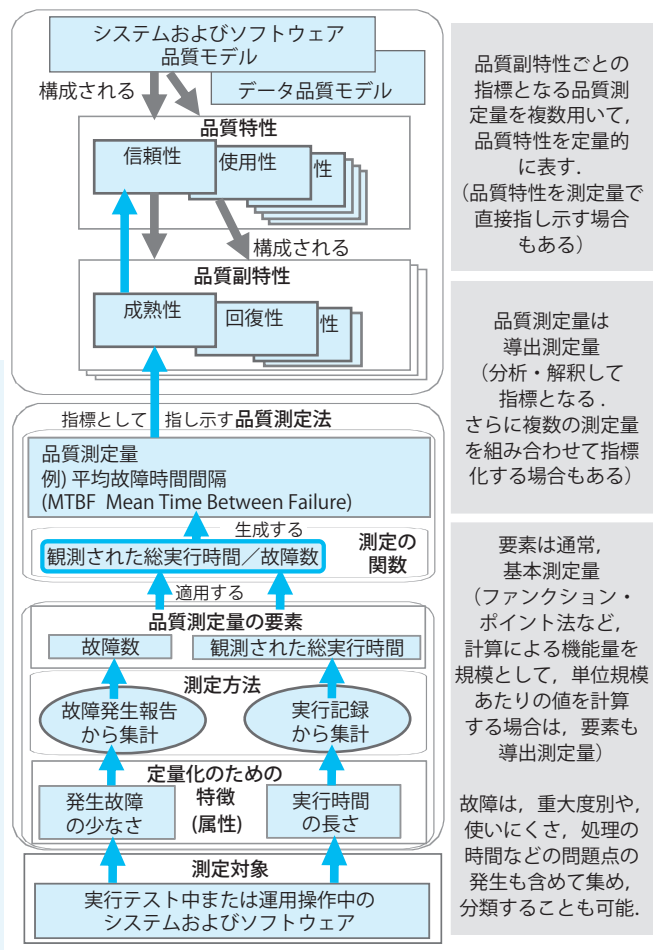 システムおよびソフトウェア
品質モデル
構成される
データ品質モデル
品質特性
信頼性
使用性
性
構成される
品質副特性
成熟性
回復性
性
指標として
指し示す
品質測定法
品質測定量
例) 平均故障時間間隔
(MTBF Mean Time Between Failure)
生成する
測定の
関数
観測された総実行時間／故障数
適用する
品質測定量の要素
故障数
観測された総実行時間
測定方法
故障発生報告
から集計
実行記録
から集計
定量化のための
特徴
(属性)
発生故障
の少なさ
実行時間
の長さ
測定対象
実行テスト中または運用操作中の
システムおよびソフトウェア
品質副特性ごとの
指標となる品質測
定量を複数用いて，
品質特性を定量的
に表す．
（品質特性を測定量で
直接指し示す場合
もある）
品質測定量は
導出測定量
（分析・解釈して
指標となる．
さらに複数の測定量
を組み合わせて指標
化する場合もある）
要素は通常，
基本測定量
（ファンクション・
ポイント法など，
計算による機能量を
規模として，単位規模
あたりの値を計算
する場合は，要素も
導出測定量）
故障は，重大度別や，
使いにくさ，処理の
時間などの問題点の
発生も含めて集め，
分類することも可能．